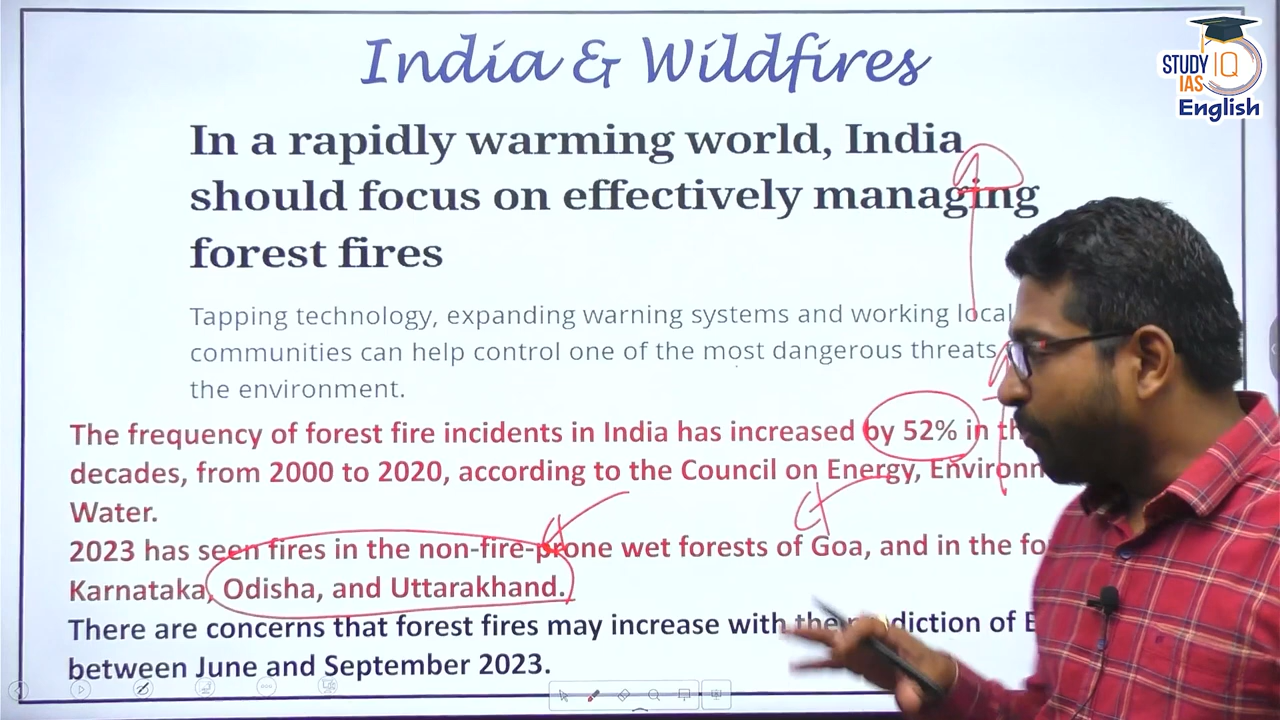 India & Wildfires
STUDY IQ
IAS
English
In a rapidly warming world, India
should focus on effectively managing
forest fires
Tapping technology, expanding warning systems and working local
communities can help control one of the most dangerous threats
the environment.
The frequency of forest fire incidents in India has increased by 52% in
decades, from 2000 to 2020, according to the Council on Energy,
Water.
2023 has seen fires in the non-fire-prone wet forests of Goa, and in the
Karnataka, Odisha, and Uttarakhand.
There are concerns that forest fires may increase with the of
between June and September 2023.